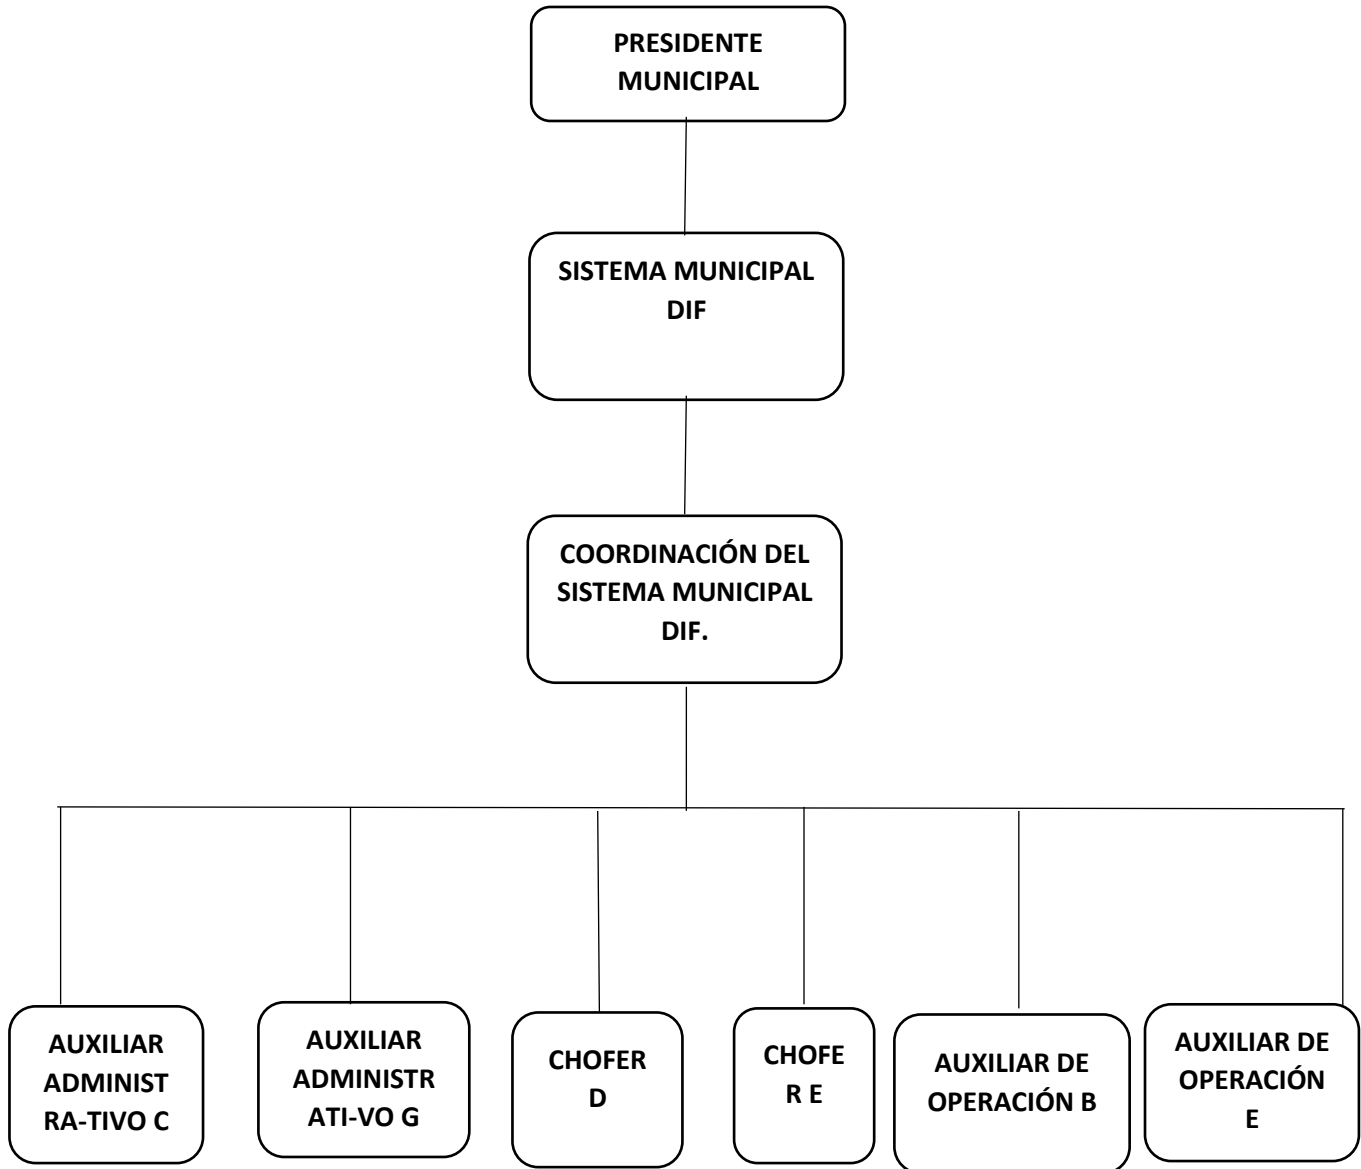 PRESIDENTE
MUNICIPAL
SISTEMA MUNICIPAL
DIF
COORDINACIÓN DEL
SISTEMA MUNICIPAL
DIF.
AUXILIAR
ADMINIST
RA-TIVO C
AUXILIAR
ADMINISTR
ATI-VO G
CHOFER
D
CHOFE
R E
AUXILIAR DE
OPERACIÓN B
AUXILIAR DE
OPERACIÓN
E